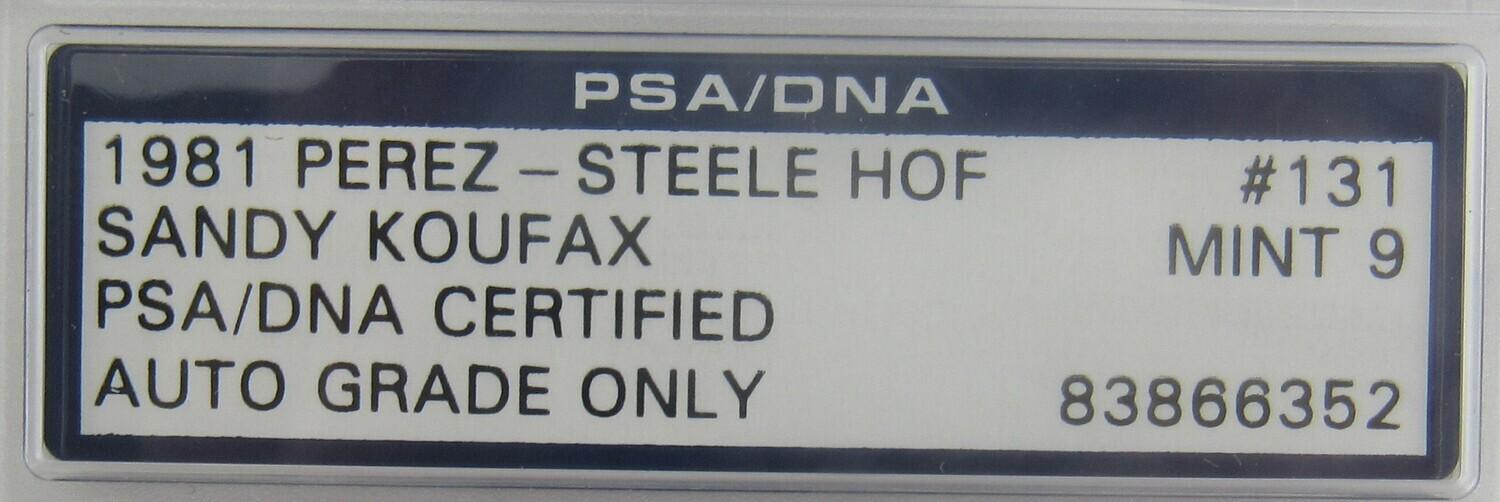 PSA/DNA
1981 PEREZ - STEELE HOF #131
SANDY KOUFAX MINT 9
PSA/DNA CERTIFIED
AUTO GRADE ONLY 83866352